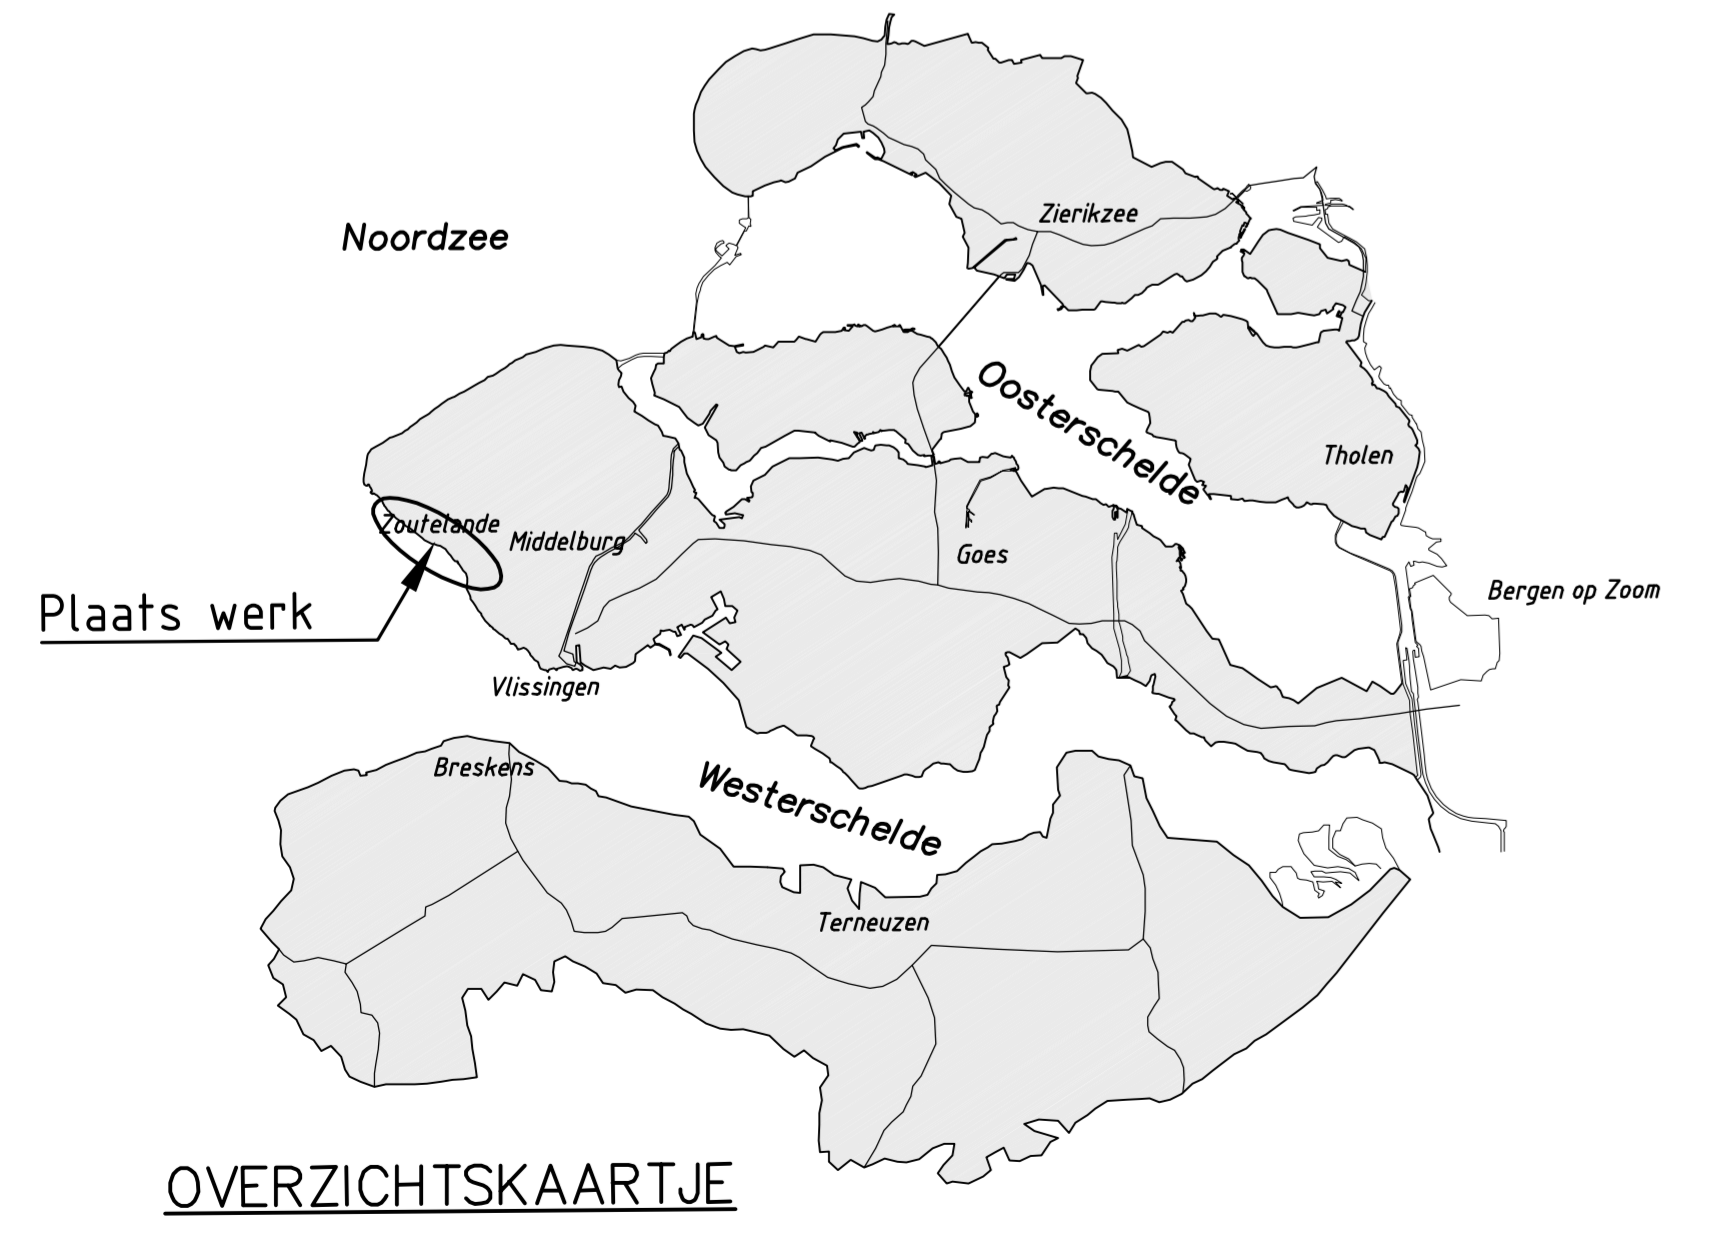 Zierikzee
Noordzee
Oosterschelde
Tholen
Zoutelande
Middelburg
Goes
Plaats werk
Bergen op Zoom
Vlissingen
Breskens
Westerschelde
Terneuzen
OVERZICHTSKAARTJE